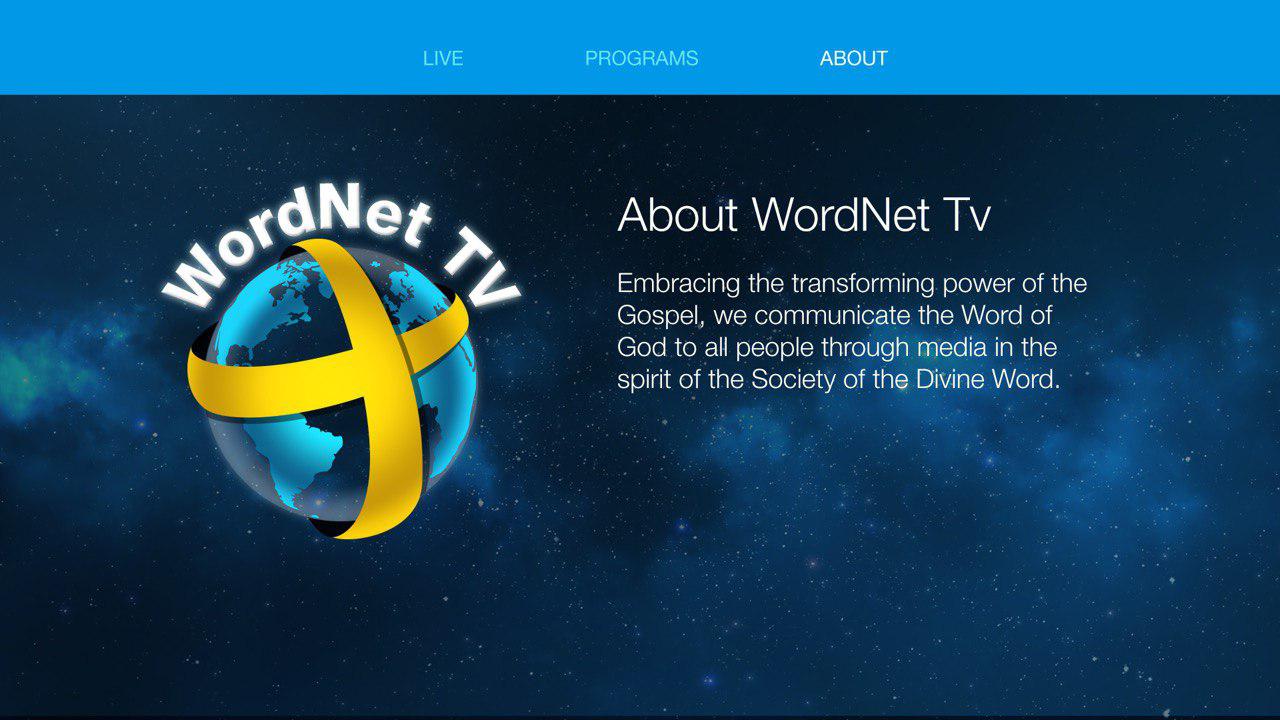 LIVE PROGRAMS ABOUT
WordNet TV
About WordNet Tv
Embracing the transforming power of the
Gospel, we communicate the Word of
God to all people through media in the
spirit of the Society of the Divine Word.